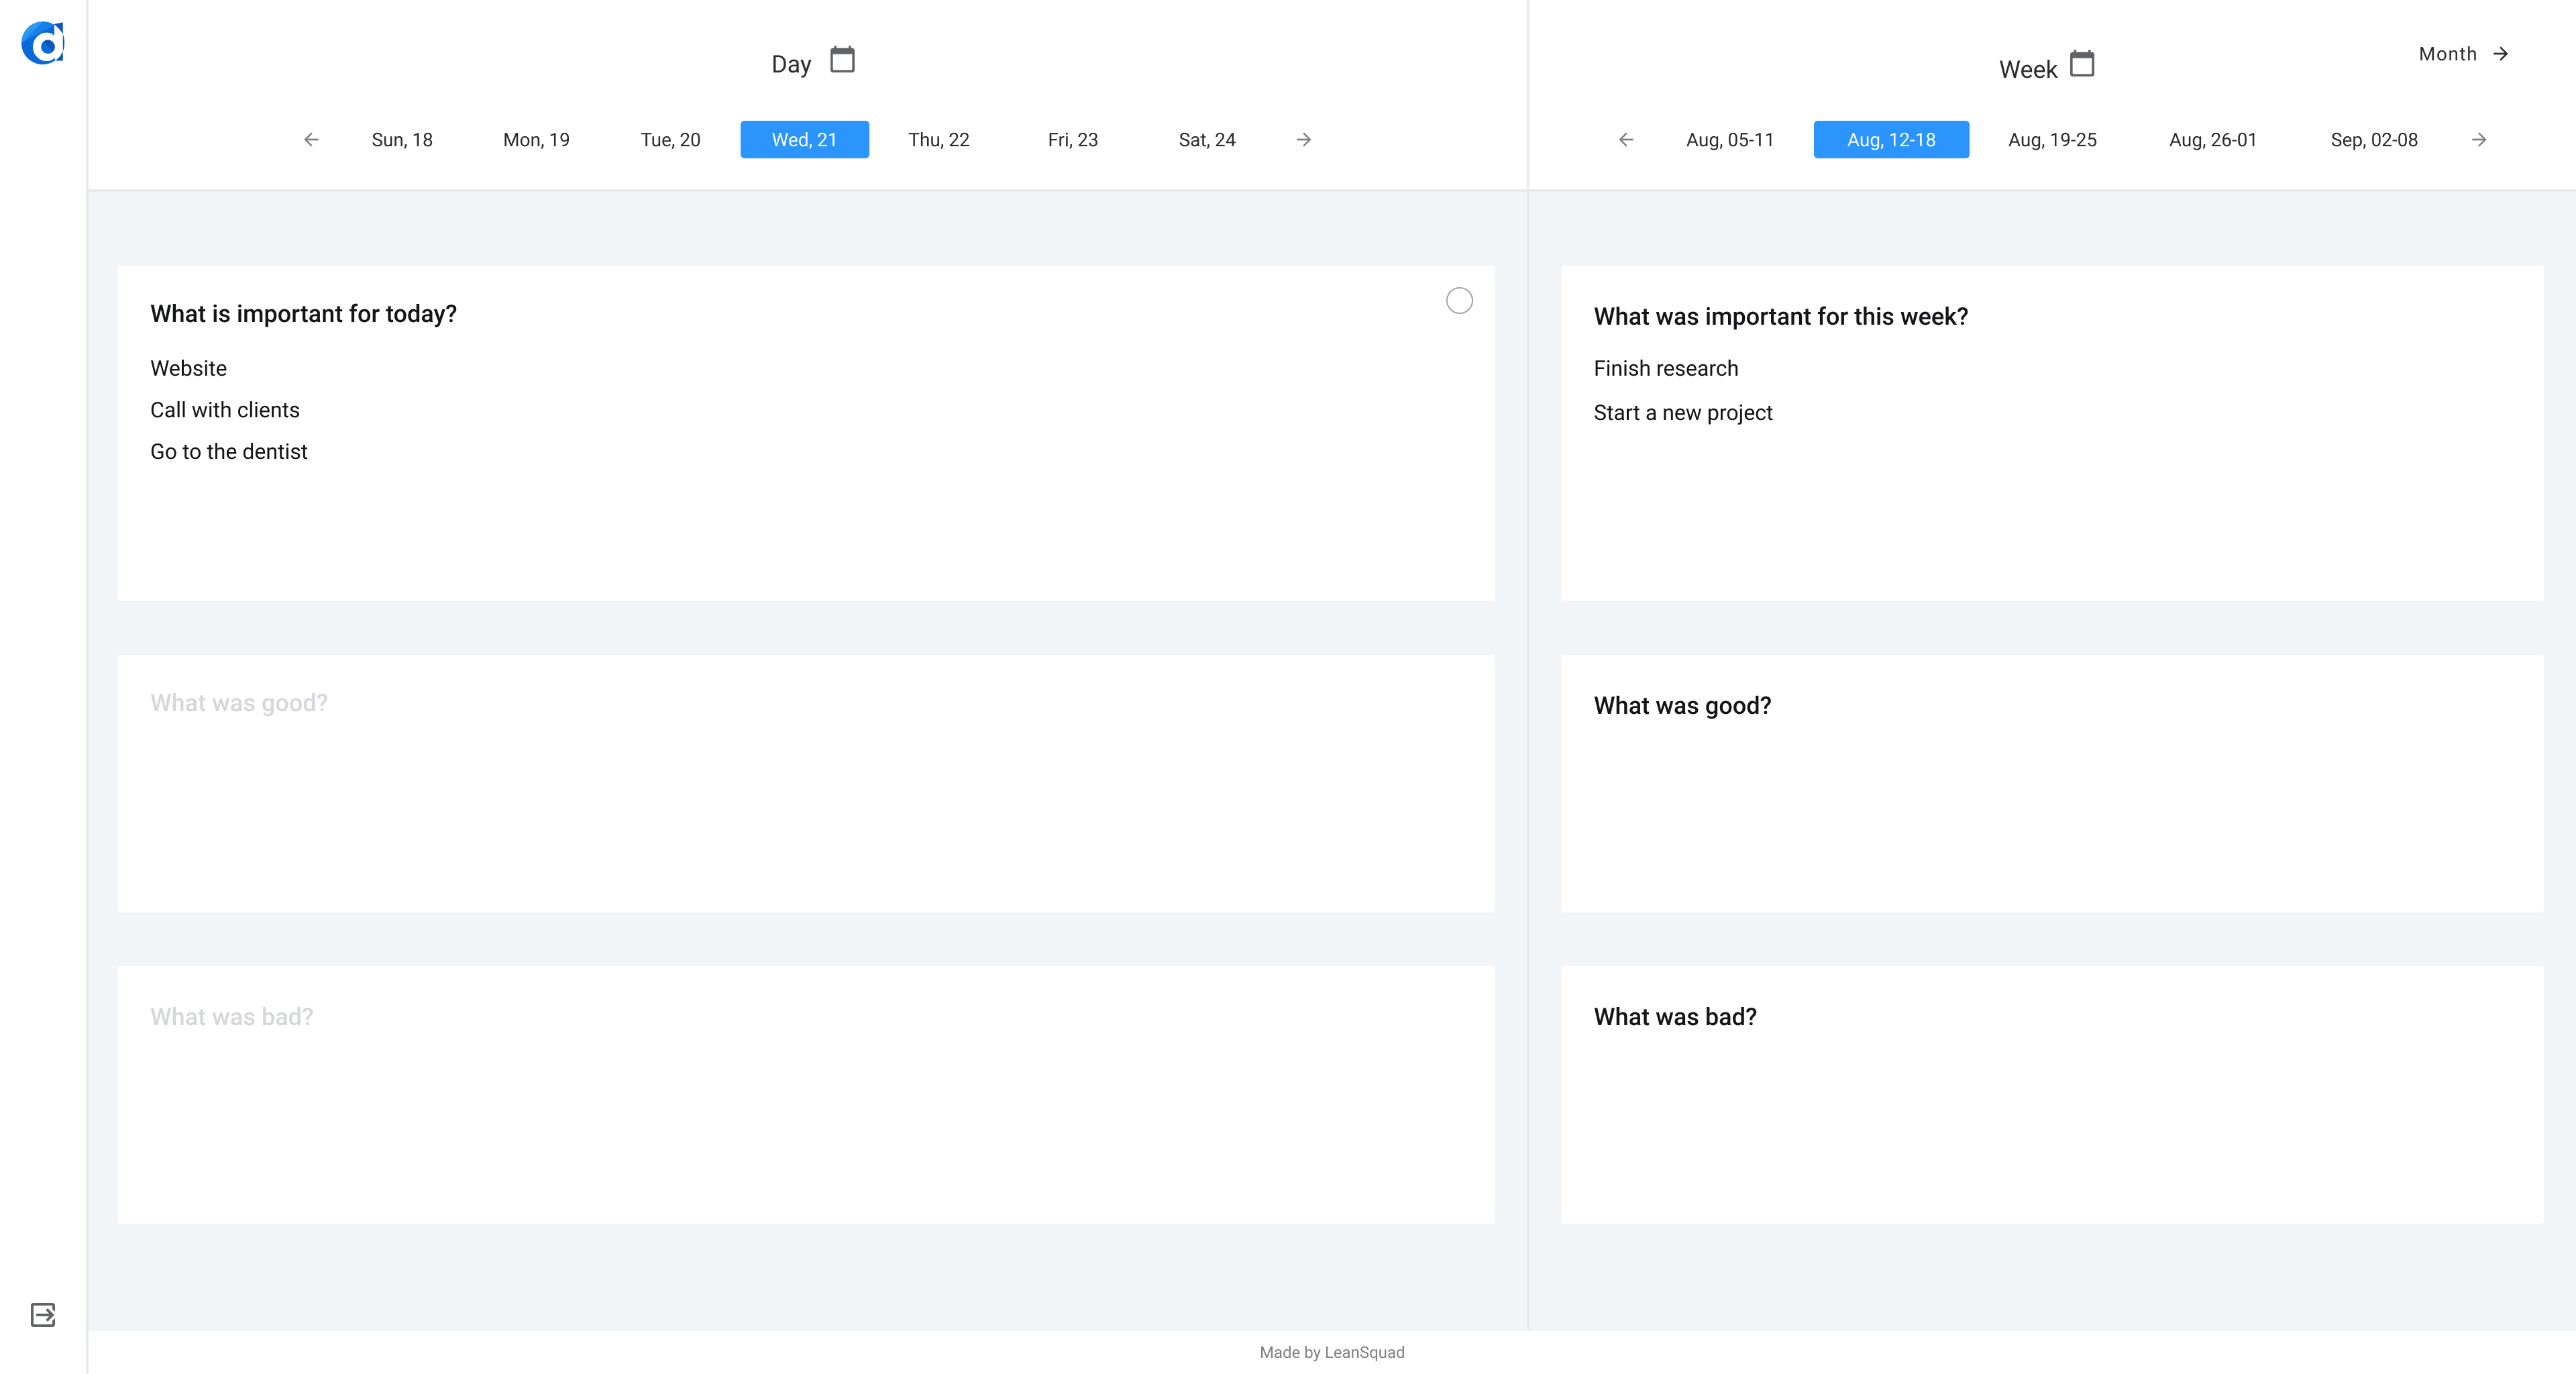 Day
Sun, 18 Mon, 19 Tue, 20 Wed, 21 Thu, 22 Fri, 23 Sat, 24
What is important for today?
Website
Call with clients
Go to the dentist
What was good?
What was bad?
Week
Month
Aug, 05-11 Aug, 12-18 Aug, 19-25 Aug, 26-01 Sep, 02-08
What was important for this week?
Finish research
Start a new project
What was good?
What was bad?
Made by LeanSquad